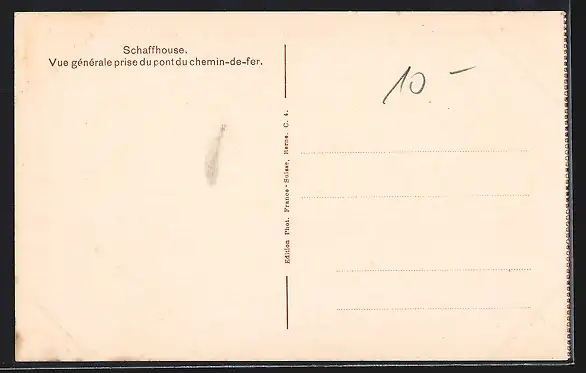 Schaffhouse.
Vue générale prise du pont du chemin-de-fer.
Edition Phot. France-Suisse, Berne. C. 4.
10 –